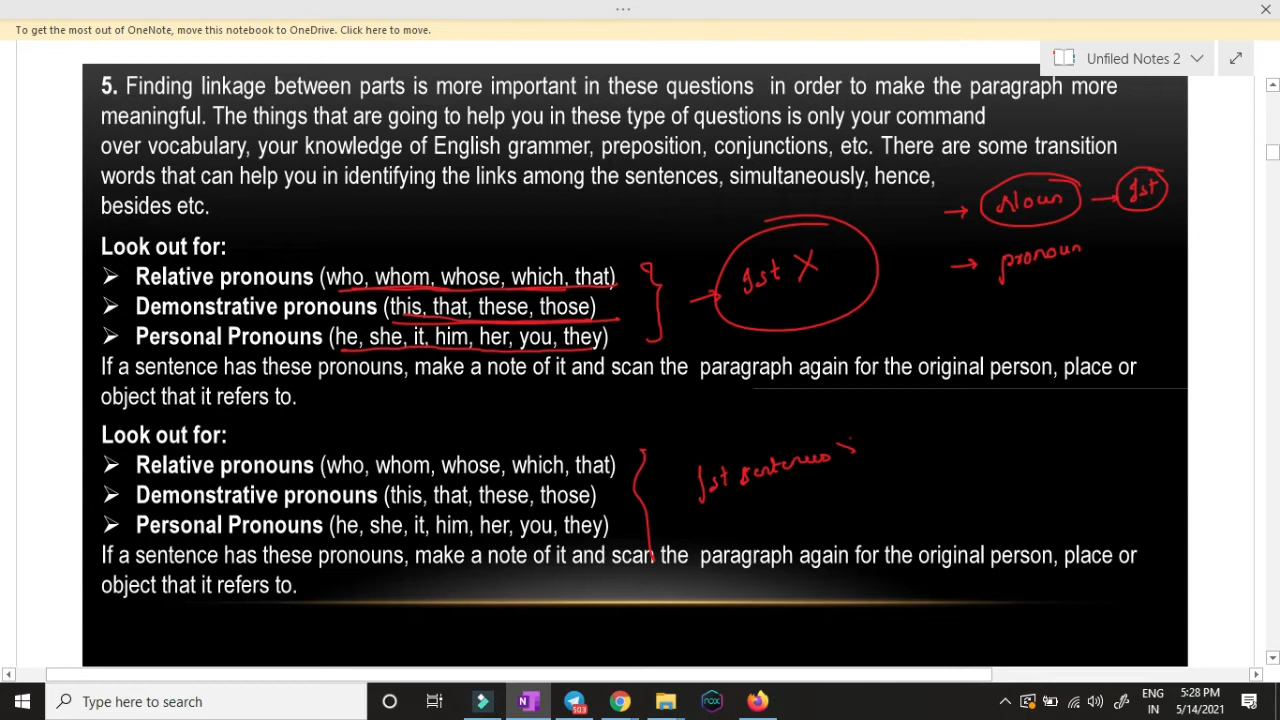 To get the most out of OneNote, move this notebook to OneDrive. Click here to move.
Unfiled Notes 2
5. Finding linkage between parts is more important in these questions in order to make the paragraph more
meaningful. The things that are going to help you in these type of questions is only your command
over vocabulary, your knowledge of English grammer, preposition, conjunctions, etc. There are some transition
words that can help you in identifying the links among the sentences, simultaneously, hence,
besides etc.
→ Noun → Ist
→ pronoun
Look out for:
➢ Relative pronouns (who, whom, whose, which, that)
➢ Demonstrative pronouns (this, that, these, those)
➢ Personal Pronouns (he, she, it, him, her, you, they)
→ Ist X
If a sentence has these pronouns, make a note of it and scan the paragraph again for the original person, place or
object that it refers to.
Look out for:
➢ Relative pronouns (who, whom, whose, which, that)
➢ Demonstrative pronouns (this, that, these, those)
➢ Personal Pronouns (he, she, it, him, her, you, they)
Ist sentences
If a sentence has these pronouns, make a note of it and scan the paragraph again for the original person, place or
object that it refers to.
Type here to search
503
nox
ENG
IN
5:28 PM
5/14/2021